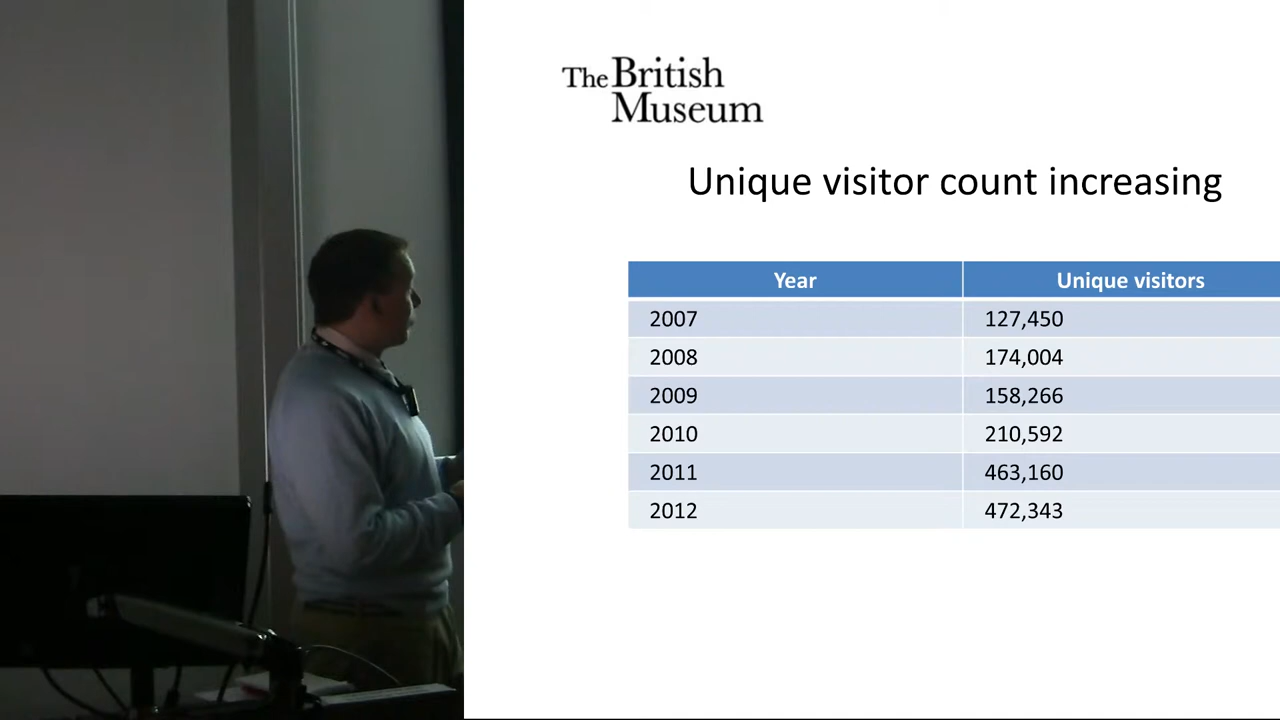 The British
Museum
Unique visitor count increasing
Year Unique visitors
2007 127,450
2008 174,004
2009 158,266
2010 210,592
2011 463,160
2012 472,343